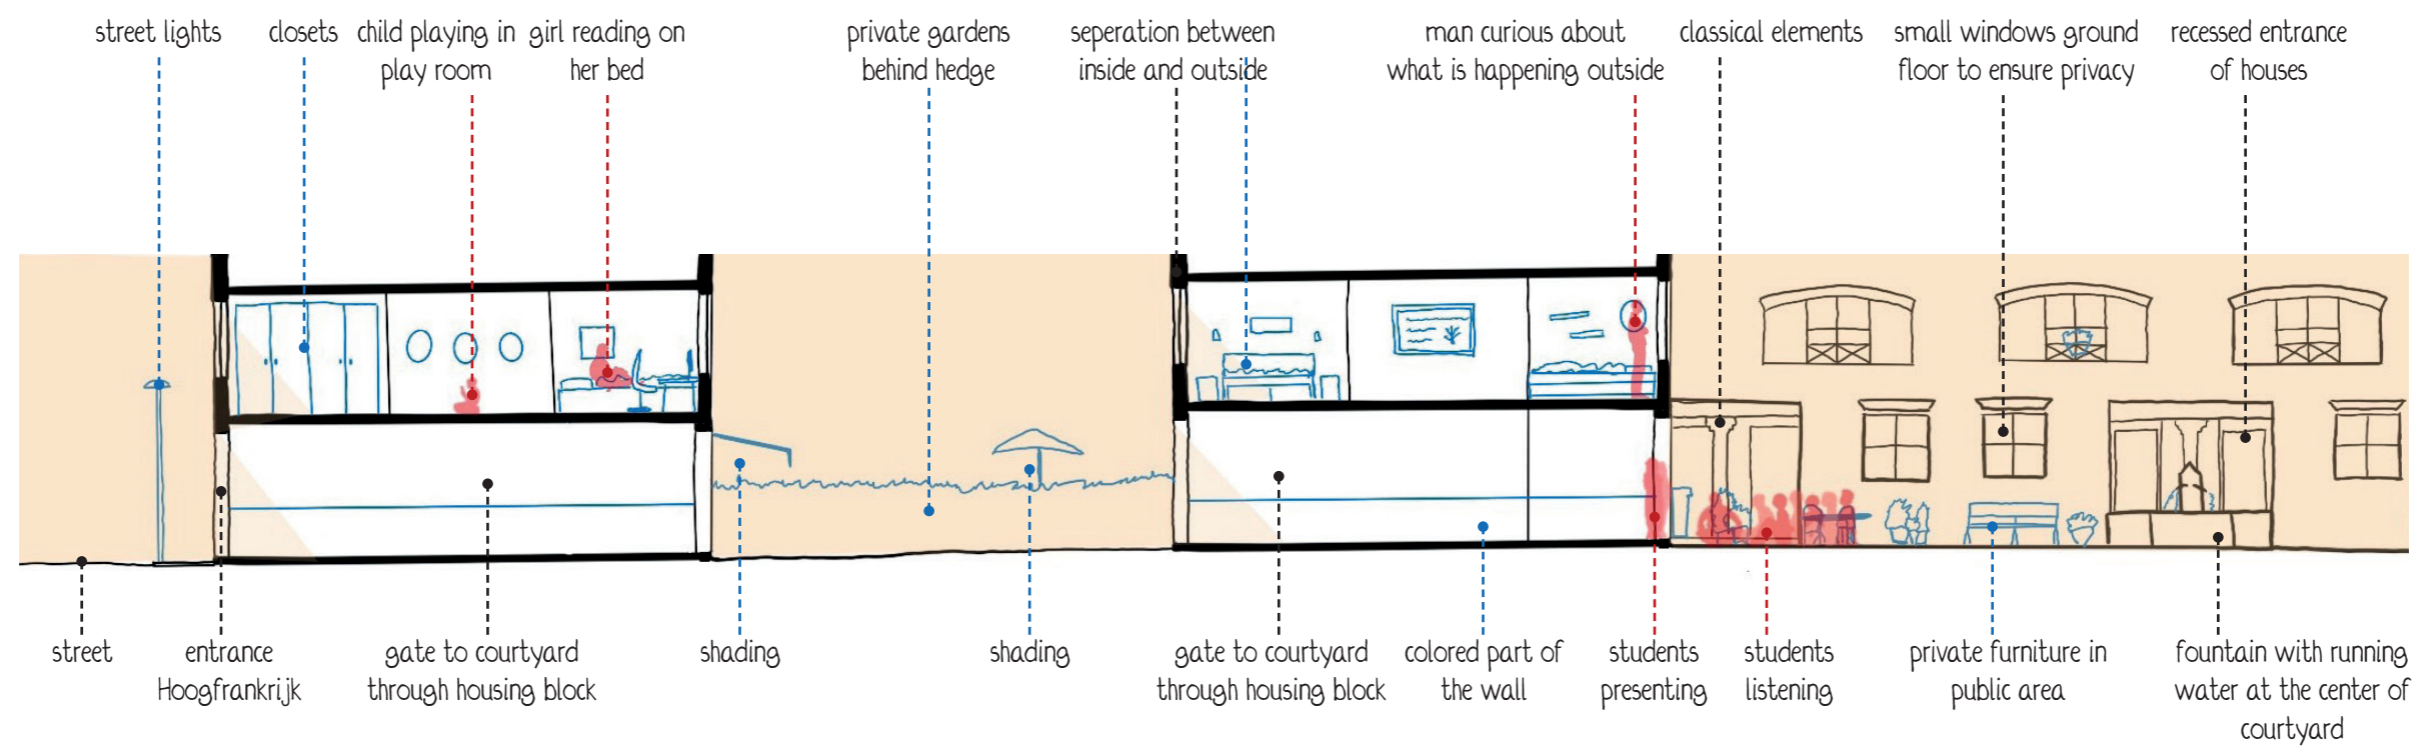 street lights
closets
child playing in
play room
girl reading on
her bed
private gardens
behind hedge
seperation between
inside and outside
man curious about
what is happening outside
classical elements
small windows ground
floor to ensure privacy
recessed entrance
of houses
street
entrance
Hoogfrankrijk
gate to courtyard
through housing block
shading
shading
gate to courtyard
through housing block
colored part of
the wall
students
presenting
students
listening
private furniture in
public area
fountain with running
water at the center of
courtyard